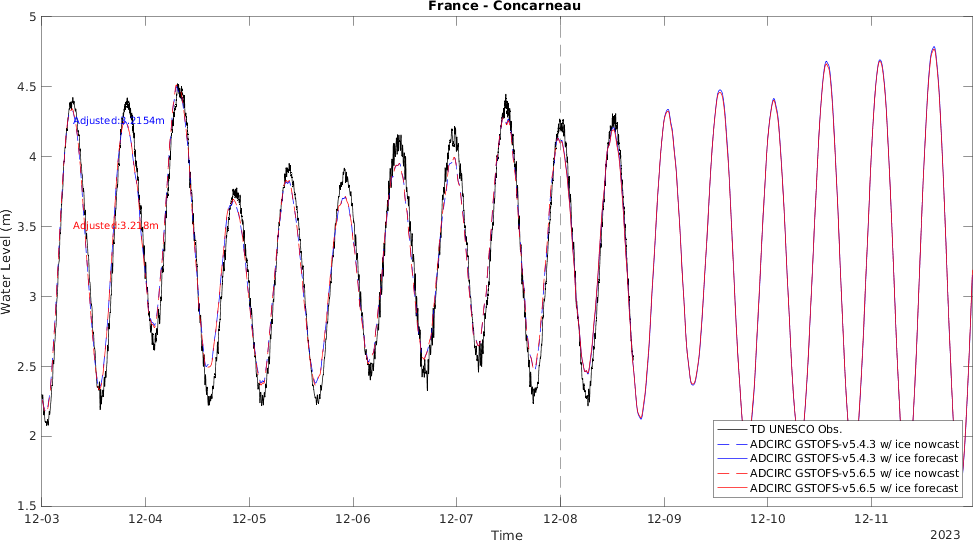 France - Concarneau
5
4.5
4
3.5
3
2.5
2
1.5
Water Level (m)
Adjusted:3.2154m
Adjusted:3.218m
TD UNESCO Obs.
ADCIRC GSTOFS-v5.4.3 w/ ice nowcast
ADCIRC GSTOFS-v5.4.3 w/ ice forecast
ADCIRC GSTOFS-v5.6.5 w/ ice nowcast
ADCIRC GSTOFS-v5.6.5 w/ ice forecast
12-03 12-04 12-05 12-06 12-07 12-08 12-09 12-10 12-11
Time
2023